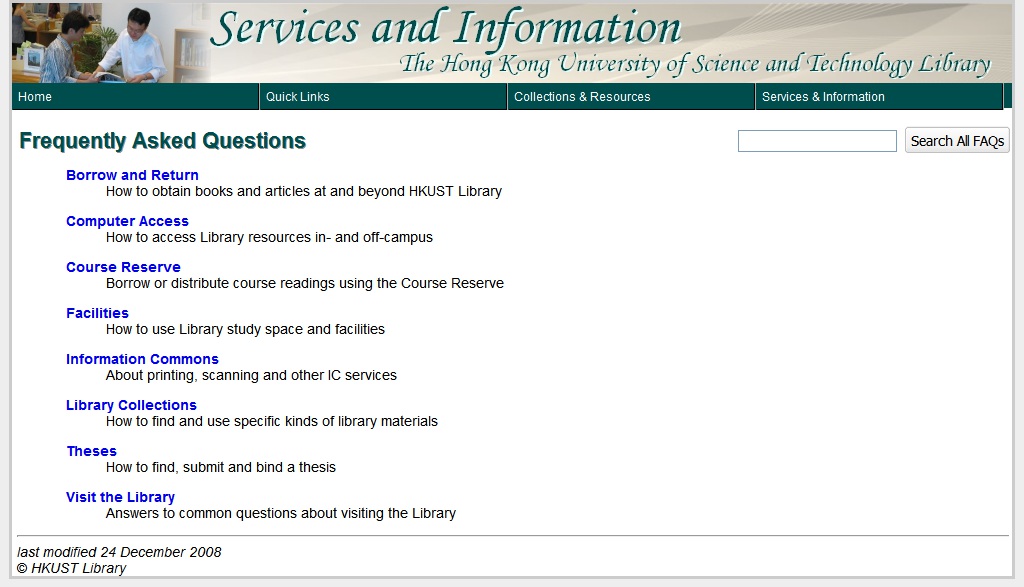 Services and Information
The Hong Kong University of Science and Technology Library
Home Quick Links Collections & Resources Services & Information
Frequently Asked Questions Search All FAQs
Borrow and Return
How to obtain books and articles at and beyond HKUST Library
Computer Access
How to access Library resources in- and off-campus
Course Reserve
Borrow or distribute course readings using the Course Reserve
Facilities
How to use Library study space and facilities
Information Commons
About printing, scanning and other IC services
Library Collections
How to find and use specific kinds of library materials
Theses
How to find, submit and bind a thesis
Visit the Library
Answers to common questions about visiting the Library
last modified 24 December 2008
© HKUST Library